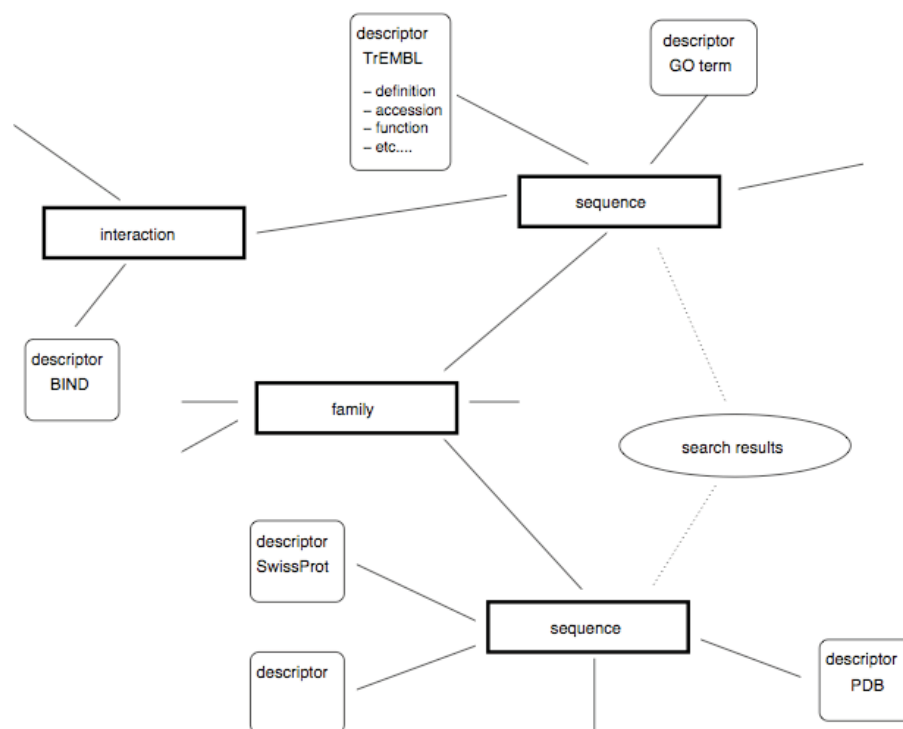 descriptor
TrEMBL
– definition
– accession
– function
– etc....
descriptor
GO term
sequence
interaction
descriptor
BIND
family
search results
descriptor
SwissProt
sequence
descriptor
descriptor
PDB